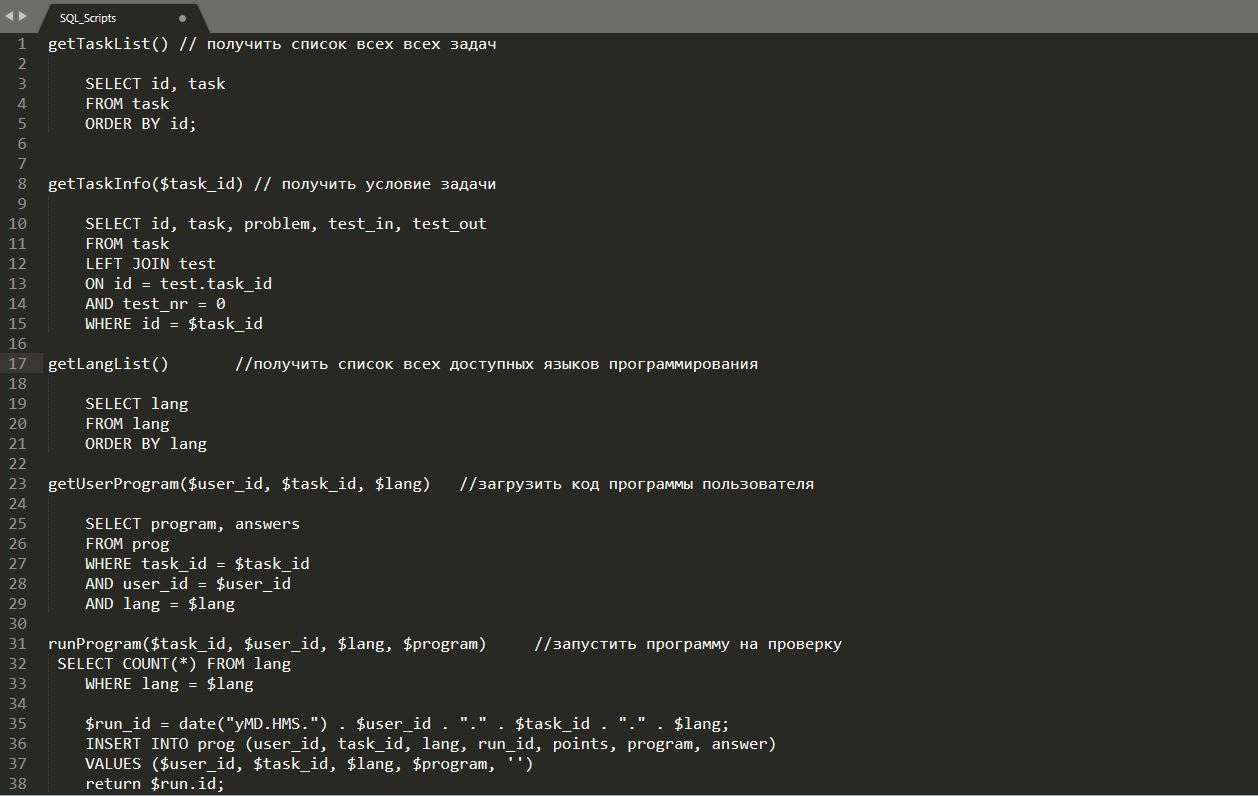 SQL_Scripts
1 getTaskList() // получить список всех всех задач
2
3 SELECT id, task
4 FROM task
5 ORDER BY id;
6
7
8 getTaskInfo($task_id) // получить условие задачи
9
10 SELECT id, task, problem, test_in, test_out
11 FROM task
12 LEFT JOIN test
13 ON id = test.task_id
14 AND test_nr = 0
15 WHERE id = $task_id
16
17 getLangList() //получить список всех доступных языков программирования
18
19 SELECT lang
20 FROM lang
21 ORDER BY lang
22
23 getUserProgram($user_id, $task_id, $lang) //загрузить код программы пользователя
24
25 SELECT program, answers
26 FROM prog
27 WHERE task_id = $task_id
28 AND user_id = $user_id
29 AND lang = $lang
30
31 runProgram($task_id, $user_id, $lang, $program) //запустить программу на проверку
32 SELECT COUNT(*) FROM lang
33 WHERE lang = $lang
34
35 $run_id = date("yMD.HMS.") . $user_id . "." . $task_id . "." . $lang;
36 INSERT INTO prog (user_id, task_id, lang, run_id, points, program, answer)
37 VALUES ($user_id, $task_id, $lang, $program, '')
38 return $run.id;